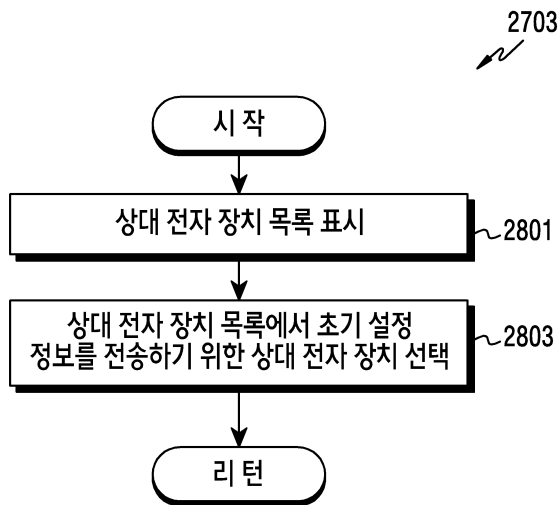 2703
시 작
상대 전자 장치 목록 표시
2801
상대 전자 장치 목록에서 초기 설정
정보를 전송하기 위한 상대 전자 장치 선택
2803
리 턴